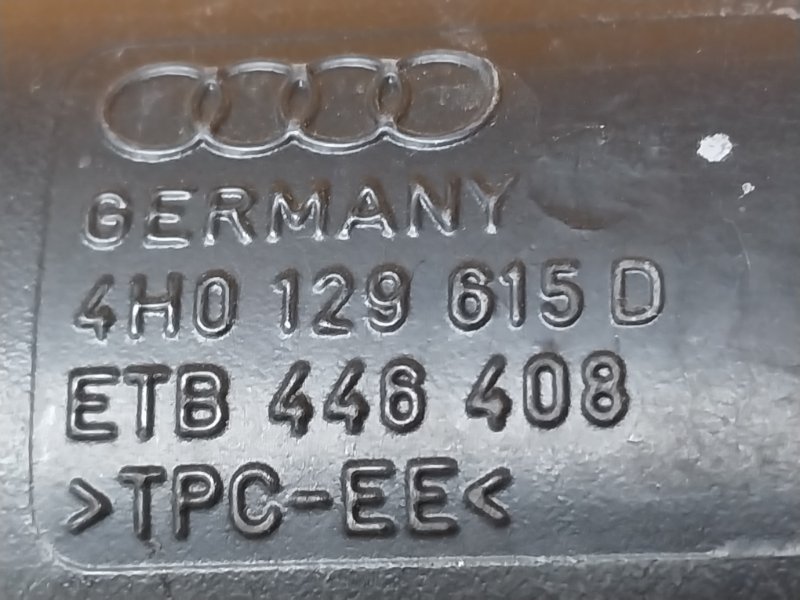 GERMANY
4H0 129 615 D
ETB 446 408
>TPC-EE<